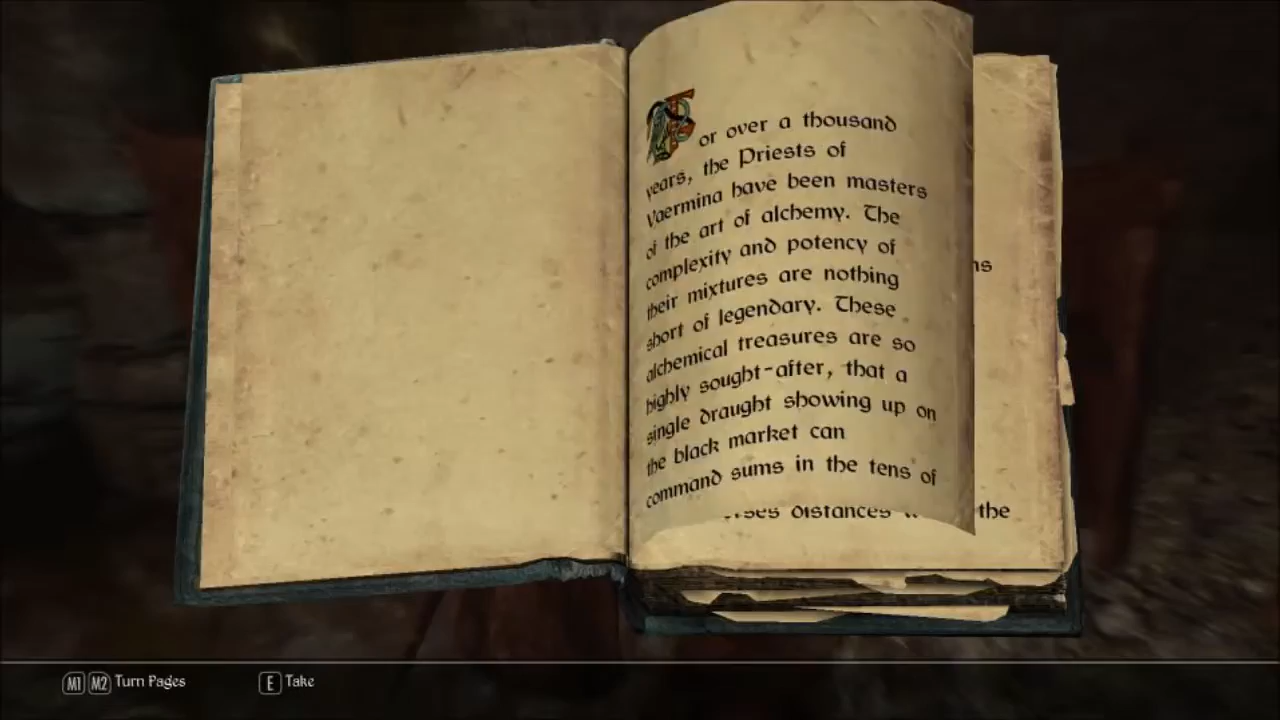 For over a thousand
years, the Priests of
Vaermina have been masters
of the art of alchemy. The
complexity and potency of
their mixtures are nothing
short of legendary. These
alchemical treasures are so
highly sought-after, that a
single draught showing up on
the black market can
command sums in the tens of
distances the
M1 M2 Turn Pages
E Take